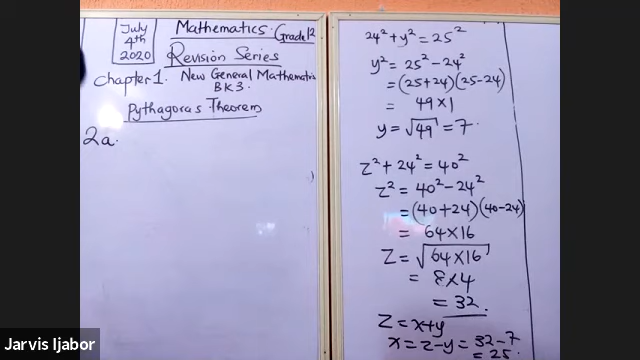 July
4th
2020
Mathematics. Grade 12
Revision Series
Chapter 1. New General Mathematics
BK3.
Pythagoras Theorem
2a.
24² + y² = 25²
y² = 25² - 24²
= (25+24)(25-24)
= 49 × 1
y = √49 = 7.
z² + 24² = 40²
z² = 40² - 24²
= (40+24)(40-24)
= 64 × 16
z = √64×16
= 8×4
= 32.
z = x+y
x = z-y = 32-7
= 25.
Jarvis Ijabor